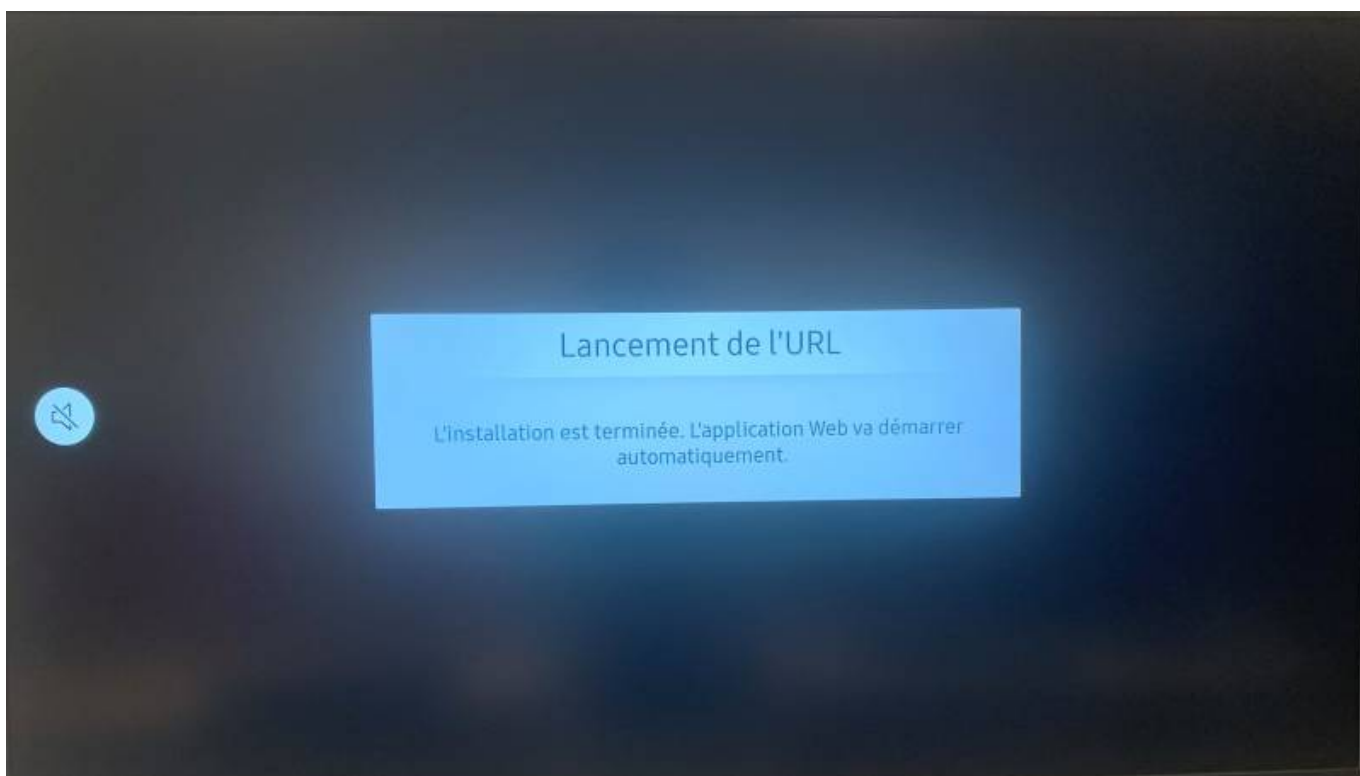 Lancement de l'URL
L'installation est terminée. L'application Web va démarrer
automatiquement.